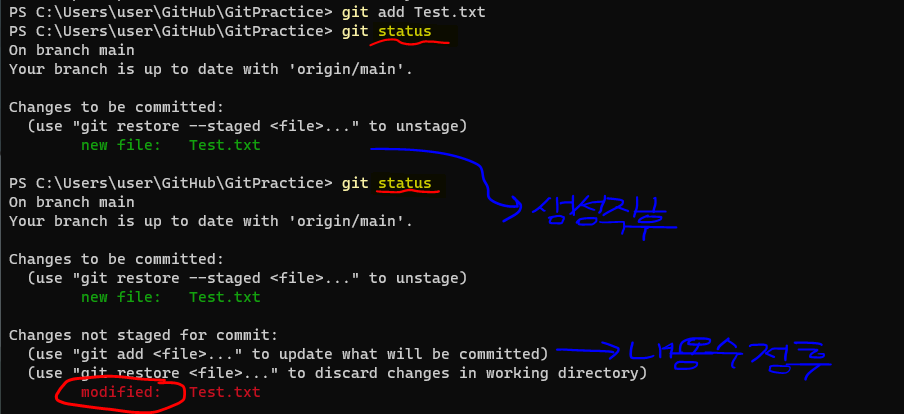 PS C:\Users\user\GitHub\GitPractice> git add Test.txt
PS C:\Users\user\GitHub\GitPractice> git status
On branch main
Your branch is up to date with 'origin/main'.
Changes to be committed:
(use "git restore --staged <file>..." to unstage)
new file: Test.txt
PS C:\Users\user\GitHub\GitPractice> git status
On branch main
생성직후
Your branch is up to date with 'origin/main'.
Changes to be committed:
(use "git restore --staged <file>..." to unstage)
new file: Test.txt
Changes not staged for commit:
(use "git add <file>..." to update what will be committed)
내용수정후
(use "git restore <file>..." to discard changes in working directory)
modified: Test.txt